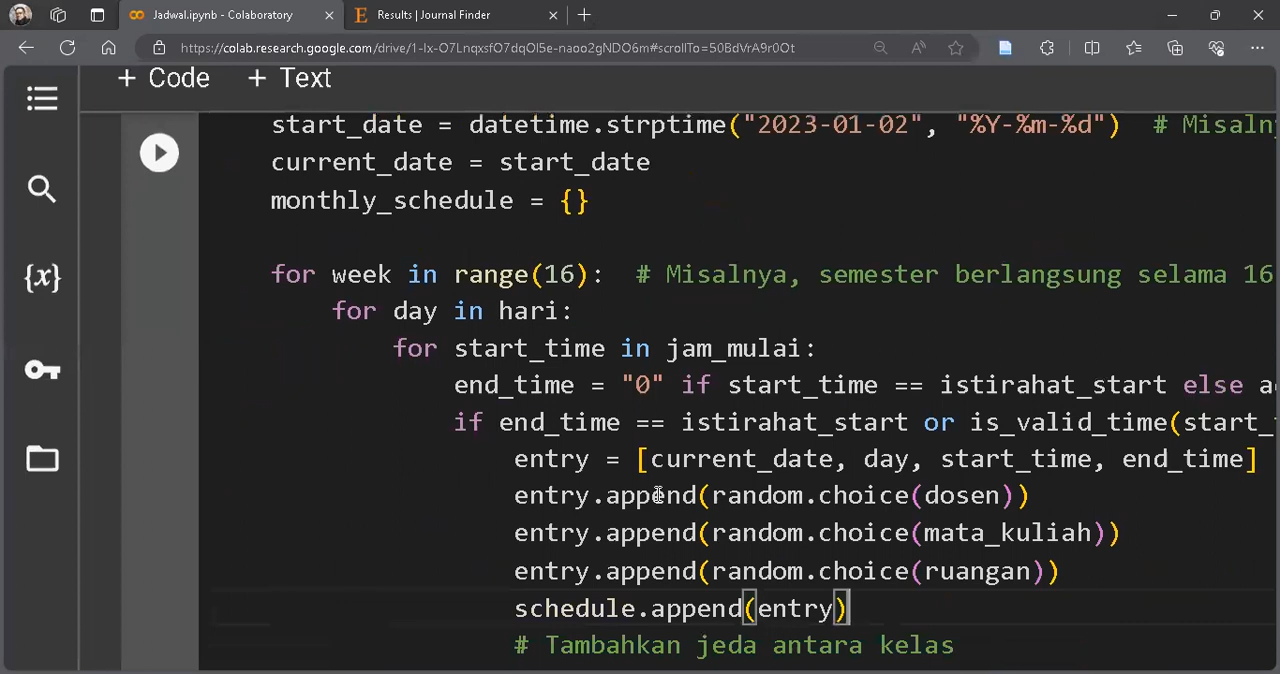 Jadwal.ipynb - Colaboratory
Results | Journal Finder
https://colab.research.google.com/drive/1-lx-O7LnqxsfO7dqOl5e-naoo2gNDO6m#scrollTo=50BdVrA9r0Ot
+ Code + Text
start_date = datetime.strptime("2023-01-02", "%Y-%m-%d")  # Misalny
current_date = start_date
monthly_schedule = {}
for week in range(16):  # Misalnya, semester berlangsung selama 16
for day in hari:
for start_time in jam_mulai:
end_time = "0" if start_time == istirahat_start else a
if end_time == istirahat_start or is_valid_time(start_
entry = [current_date, day, start_time, end_time]
entry.append(random.choice(dosen))
entry.append(random.choice(mata_kuliah))
entry.append(random.choice(ruangan))
schedule.append(entry)
# Tambahkan jeda antara kelas